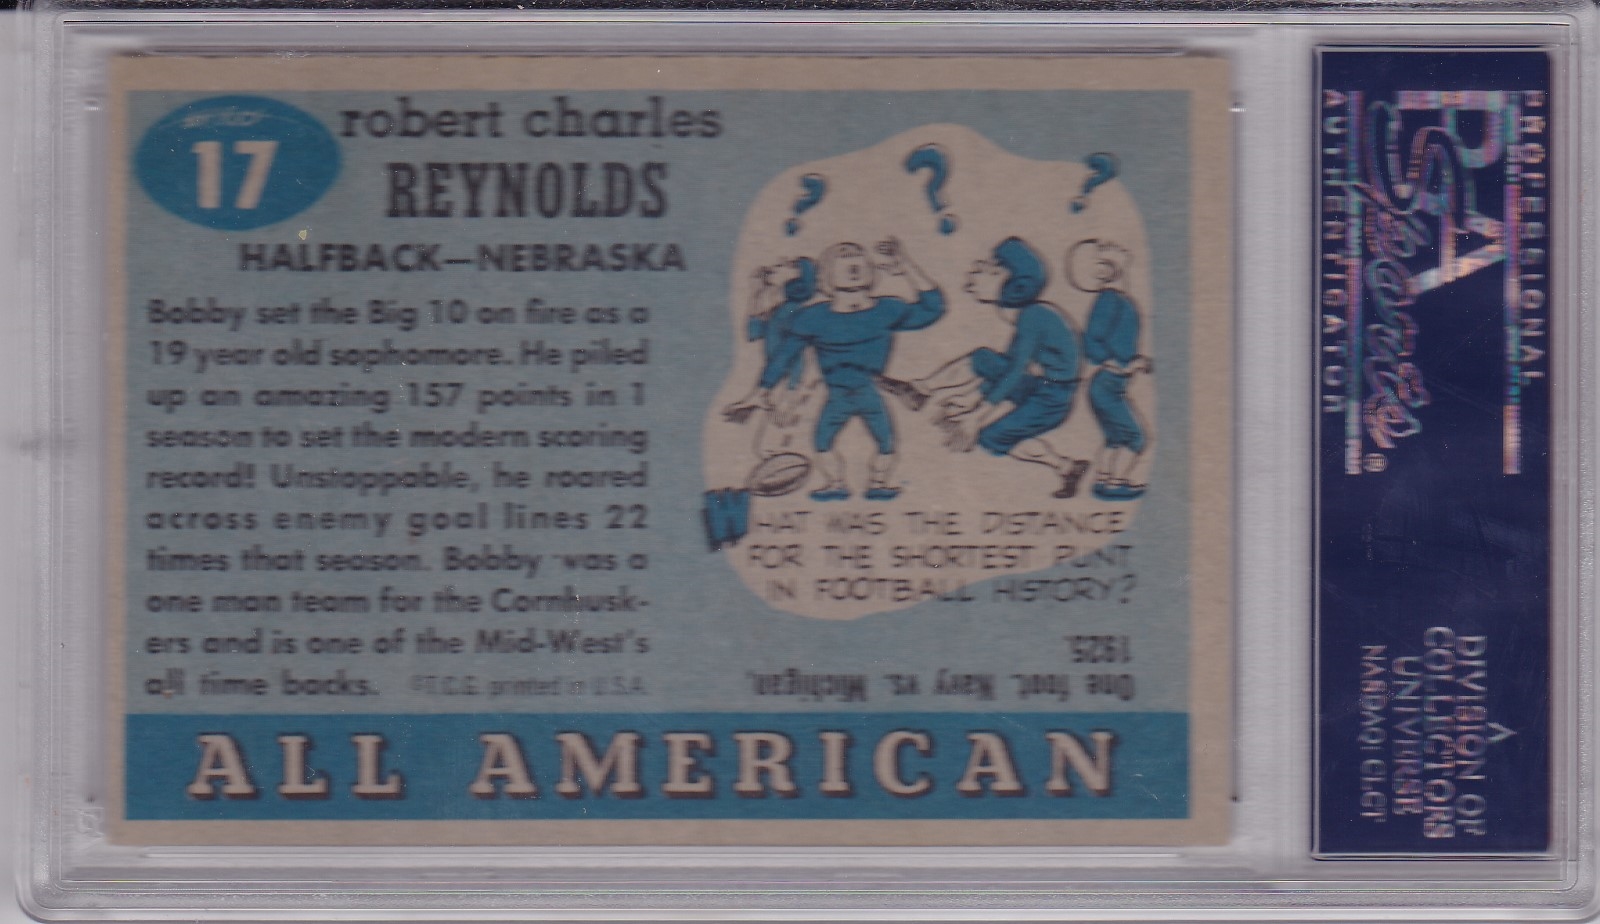 17
robert charles
REYNOLDS
HALFBACK—NEBRASKA
Bobby set the Big 10 on fire as a
19 year old sophomore. He piled
up an amazing 157 points in 1
season to set the modern scoring
record! Unstoppable, he roared
across enemy goal lines 22
times that season. Bobby was a
one man team for the Cornhusk-
ers and is one of the Mid-West's
all time backs. ©T.C.G. printed in U.S.A.
WHAT WAS THE DISTANCE
FOR THE SHORTEST PUNT
IN FOOTBALL HISTORY?
One foot, Navy vs. Michigan,
1925.
ALL AMERICAN
PSA
PROFESSIONAL
Sports
AUTHENTICATOR
®
A
DIVISION OF
COLLECTORS
UNIVERSE
NASDAQ: CLCT